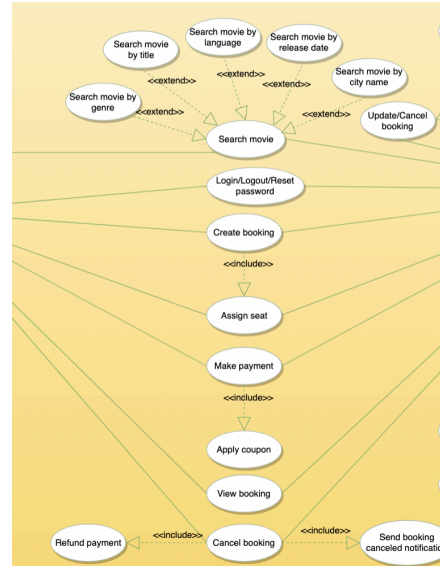 Search movie by
language
Search movie
by title
Search movie by
release date
<<extend>>
<<extend>>
Search movie by
city name
<<extend>>
Search movie by
genre
<<extend>>
<<extend>>
Update/Cancel
booking
Search movie
Login/Logout/Reset
password
Create booking
<<include>>
Assign seat
Make payment
<<include>>
Apply coupon
View booking
Refund payment
<<include>>
Cancel booking
<<include>>
Send booking
canceled notificatio